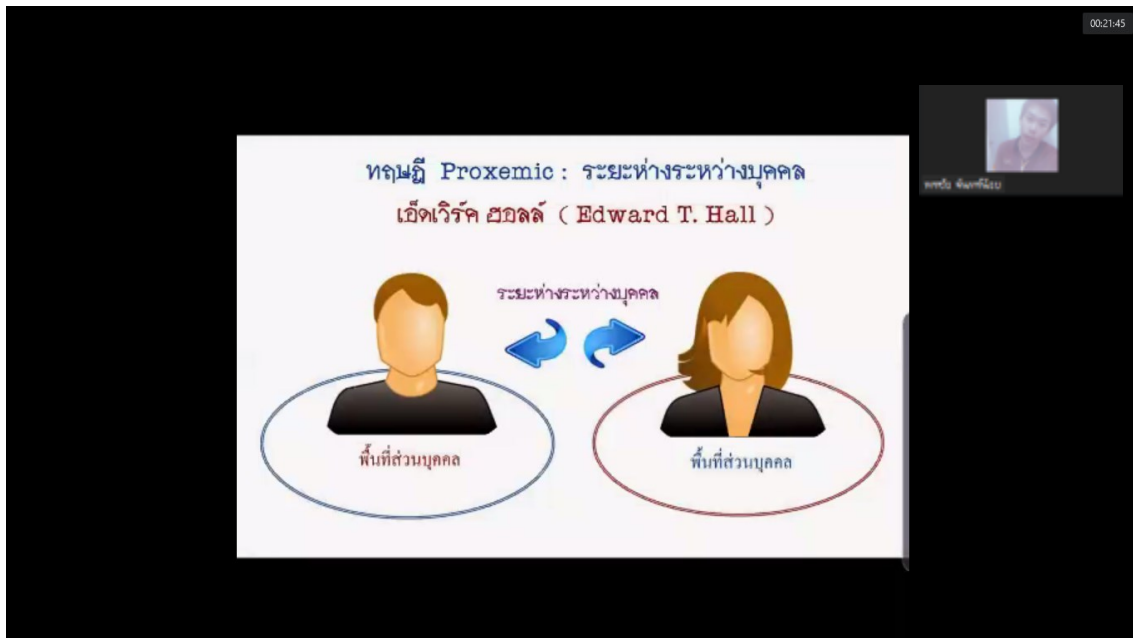 00:21:45
ทฤษฎี Proxemic : ระยะห่างระหว่างบุคคล
เอ็ดเวิร์ด ฮอลล์ ( Edward T. Hall )
ระยะห่างระหว่างบุคคล
พื้นที่ส่วนบุคคล
พื้นที่ส่วนบุคคล